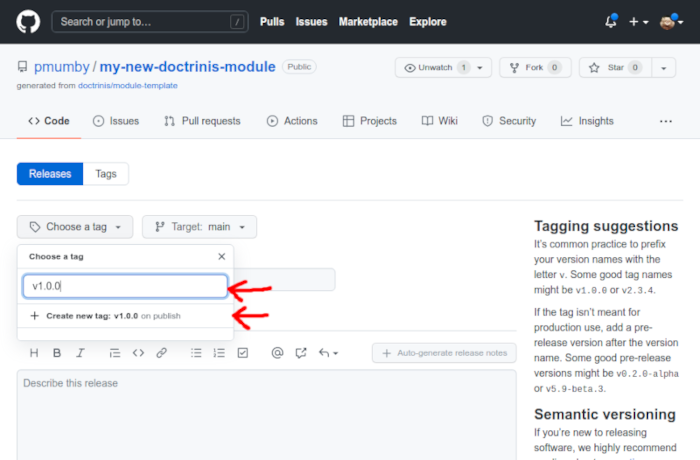 Search or jump to... /
Pulls Issues Marketplace Explore
pmumby / my-new-doctrinis-module Public
generated from doctrinis/module-template
Unwatch 1 Fork 0 Star 0
<> Code Issues Pull requests Actions Projects Wiki Security Insights ...
Releases Tags
Choose a tag Target: main
Choose a tag
v1.0.0
+ Create new tag: v1.0.0 on publish
H B I @ + Auto-generate release notes
Describe this release
Tagging suggestions
It's common practice to prefix
your version names with the
letter v. Some good tag names
might be v1.0.0 or v2.3.4.
If the tag isn't meant for
production use, add a pre-
release version after the version
name. Some good pre-release
versions might be v0.2.0-alpha
or v5.9-beta.3.
Semantic versioning
If you're new to releasing
software, we highly recommend